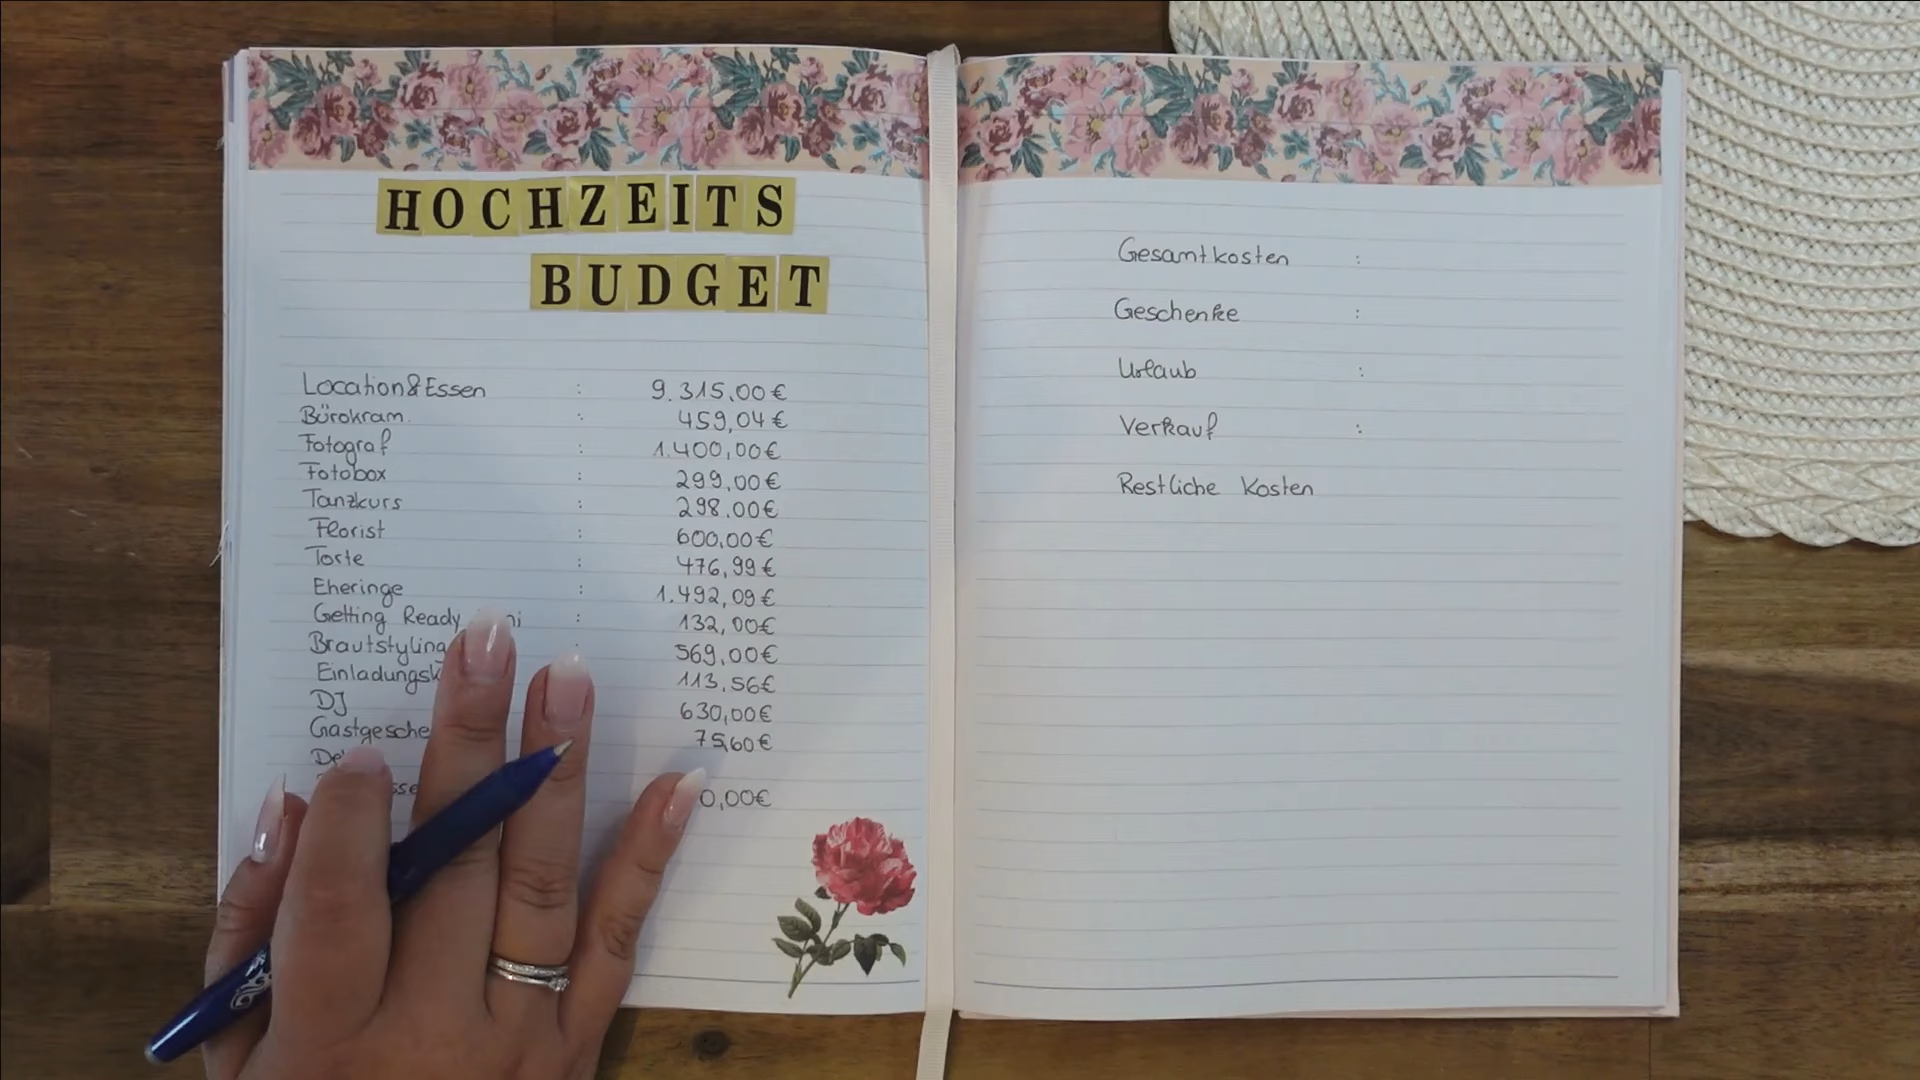 HOCHZEITS
BUDGET
Location&Essen : 9.315,00€
Bürokram : 459,04€
Fotograf : 1.400,00€
Fotobox : 299,00€
Tanzkurs : 298,00€
Florist : 600,00€
Torte : 476,99€
Eheringe : 1.492,09€
Getting Ready : 132,00€
Brautstyling : 569,00€
113,56€
DJ 630,00€
75,60€
Gesamtkosten :
Geschenke :
Urlaub :
Verkauf :
Restliche Kosten